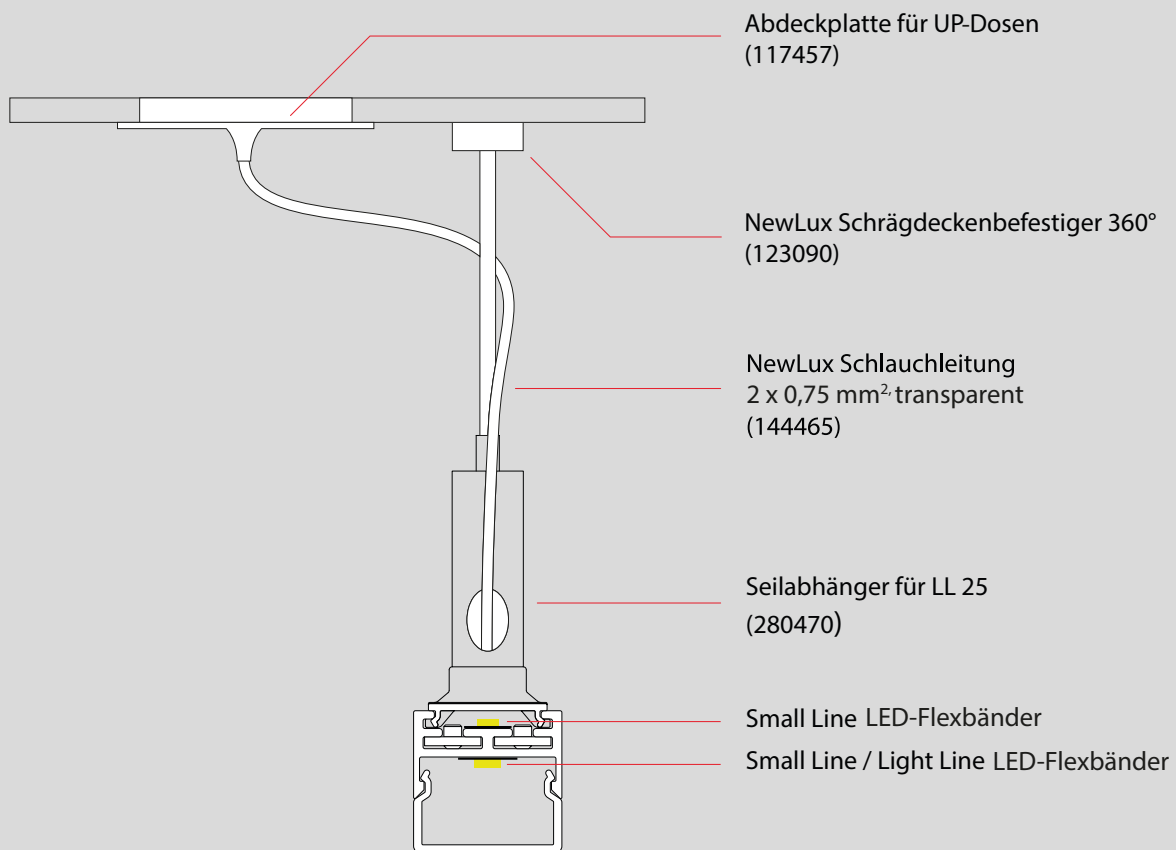 Abdeckplatte für UP-Dosen
(117457)
NewLux Schrägdeckenbefestiger 360°
(123090)
NewLux Schlauchleitung
2 x 0,75 mm²,transparent
(144465)
Seilabhänger für LL 25
(280470)
Small Line LED-Flexbänder
Small Line / Light Line LED-Flexbänder